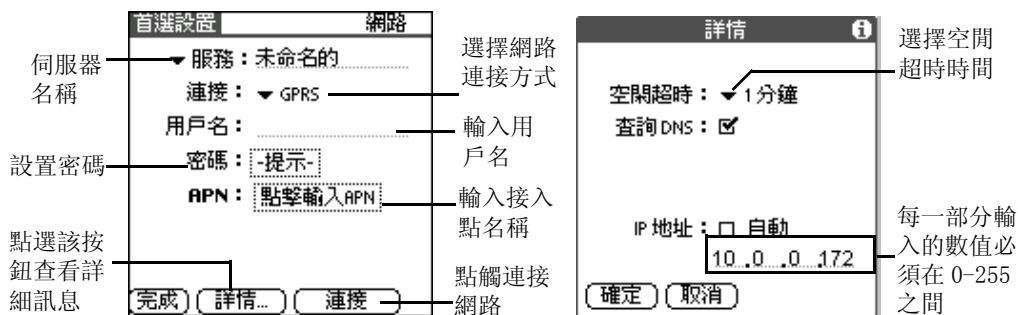 首選設置 網路
服務：未命名的
連接：GPRS
用戶名：
密碼：-提示-
APN：點擊輸入APN
完成 詳情... 連接
伺服器
名稱
設置密碼
點選該按
鈕查看詳
細訊息
選擇網路
連接方式
輸入用
戶名
輸入接入
點名稱
點觸連接
網路
詳情
空閑超時：1分鐘
查詢DNS：
IP地址：自動
10.0.0.172
確定 取消
選擇空閒
超時時間
每一部分輸
入的數值必
須在 0-255
之間